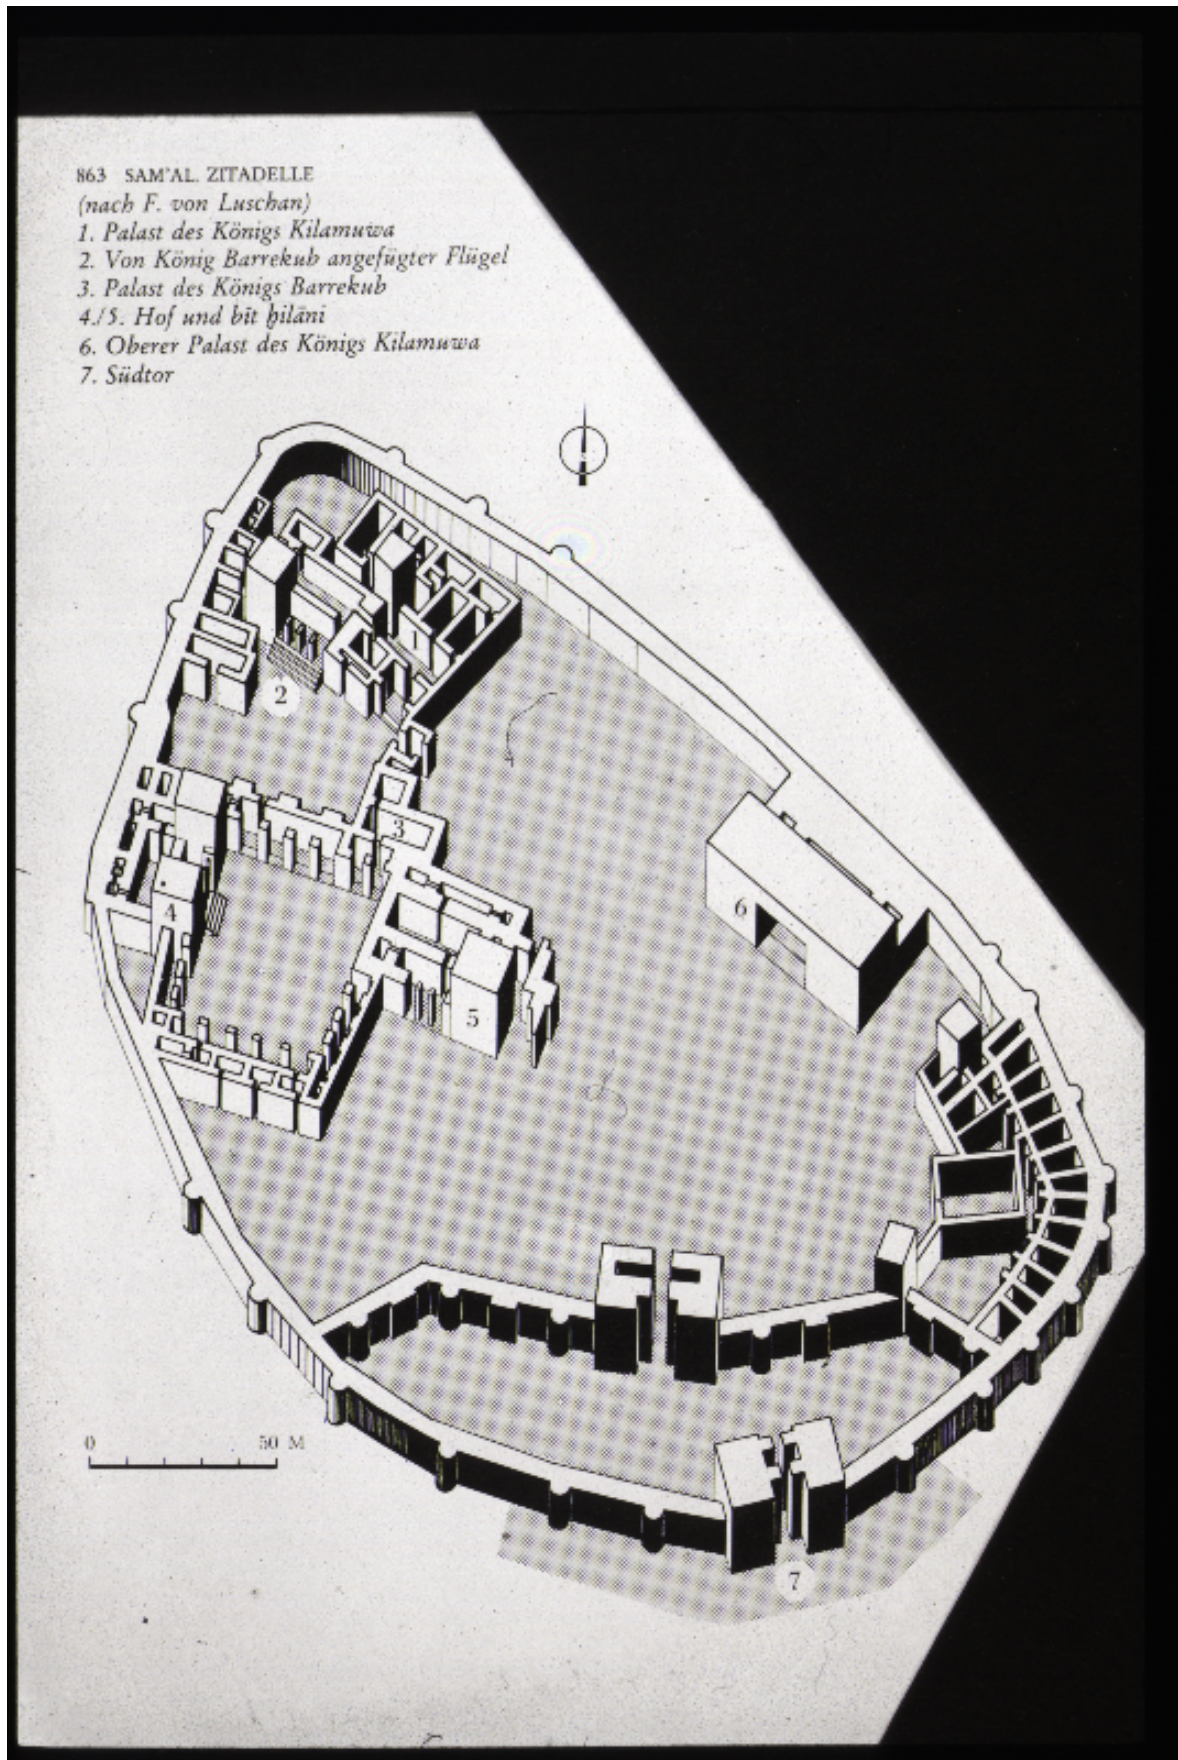 863 SAM'AL. ZITADELLE
(nach F. von Luschan)
1. Palast des Königs Kilamuwa
2. Von König Barrekub angefügter Flügel
3. Palast des Königs Barrekub
4./5. Hof und bīt ḫilāni
6. Oberer Palast des Königs Kilamuwa
7. Südtor
1
2
3
4
5
6
7
0 50 M